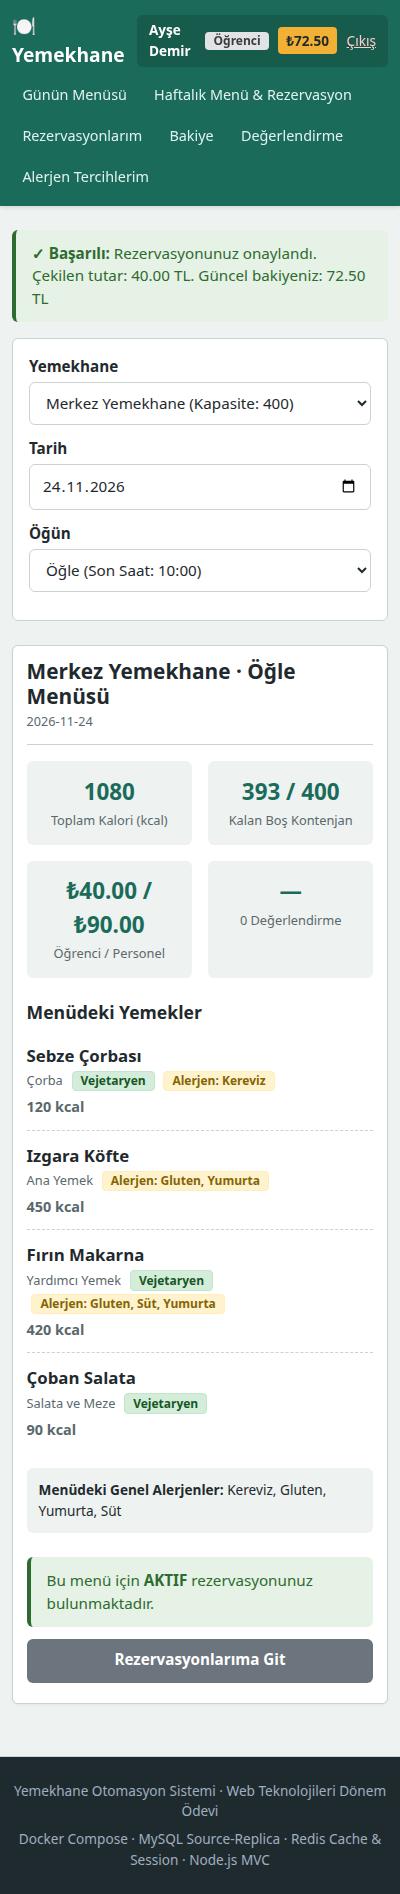 🍽️ Yemekhane
Ayşe Demir
Öğrenci
₺72.50
Çıkış
Günün Menüsü
Haftalık Menü & Rezervasyon
Rezervasyonlarım
Bakiye
Değerlendirme
Alerjen Tercihlerim
✓ Başarılı: Rezervasyonunuz onaylandı.
Çekilen tutar: 40.00 TL. Güncel bakiyeniz: 72.50
TL
Yemekhane
Merkez Yemekhane (Kapasite: 400)
Tarih
24.11.2026
Öğün
Öğle (Son Saat: 10:00)
Merkez Yemekhane · Öğle
Menüsü
2026-11-24
1080
Toplam Kalori (kcal)
393 / 400
Kalan Boş Kontenjan
₺40.00 /
₺90.00
Öğrenci / Personel
—
0 Değerlendirme
Menüdeki Yemekler
Sebze Çorbası
Çorba Vejetaryen Alerjen: Kereviz
120 kcal
Izgara Köfte
Ana Yemek Alerjen: Gluten, Yumurta
450 kcal
Fırın Makarna
Yardımcı Yemek Vejetaryen
Alerjen: Gluten, Süt, Yumurta
420 kcal
Çoban Salata
Salata ve Meze Vejetaryen
90 kcal
Menüdeki Genel Alerjenler: Kereviz, Gluten,
Yumurta, Süt
Bu menü için AKTIF rezervasyonunuz
bulunmaktadır.
Rezervasyonlarıma Git
Yemekhane Otomasyon Sistemi · Web Teknolojileri Dönem
Ödevi
Docker Compose · MySQL Source-Replica · Redis Cache &
Session · Node.js MVC